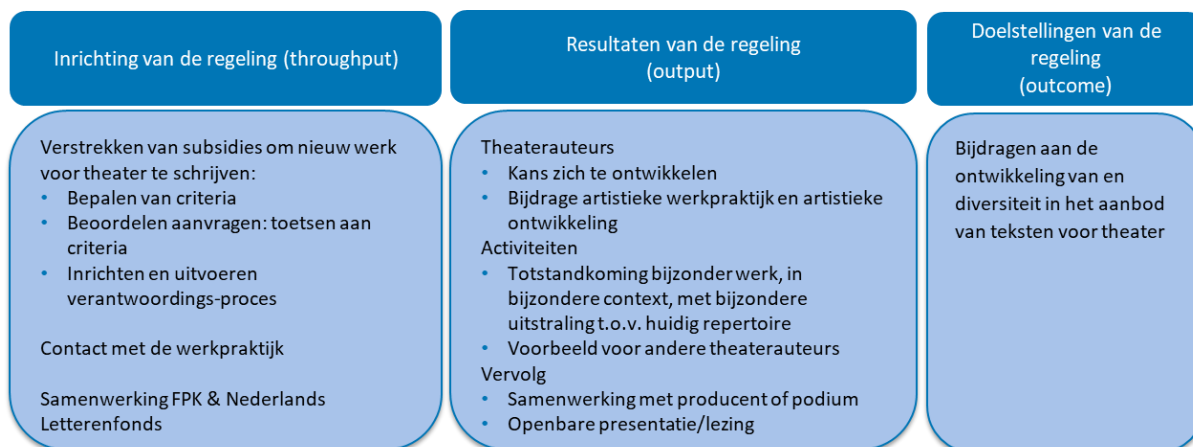 Inrichting van de regeling (throughput)
Verstrekken van subsidies om nieuw werk
voor theater te schrijven:
• Bepalen van criteria
• Beoordelen aanvragen: toetsen aan
criteria
• Inrichten en uitvoeren
verantwoordings-proces
Contact met de werkpraktijk
Samenwerking FPK & Nederlands
Letterenfonds
Resultaten van de regeling
(output)
Theaterauteurs
• Kans zich te ontwikkelen
• Bijdrage artistieke werkpraktijk en artistieke
ontwikkeling
Activiteiten
• Totstandkoming bijzonder werk, in
bijzondere context, met bijzondere
uitstraling t.o.v. huidig repertoire
• Voorbeeld voor andere theaterauteurs
Vervolg
• Samenwerking met producent of podium
• Openbare presentatie/lezing
Doelstellingen van de
regeling
(outcome)
Bijdragen aan de
ontwikkeling van en
diversiteit in het aanbod
van teksten voor theater